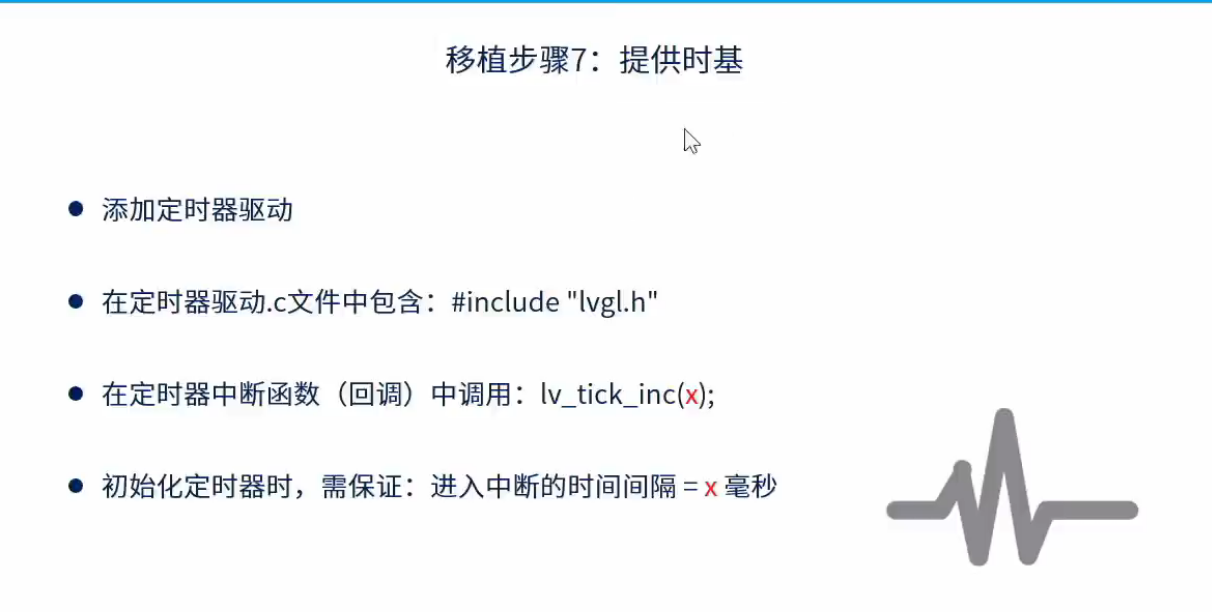 移植步骤7：提供时基
添加定时器驱动
在定时器驱动.c文件中包含：#include "lvgl.h"
在定时器中断函数（回调）中调用：lv_tick_inc(x);
初始化定时器时，需保证：进入中断的时间间隔 = x 毫秒